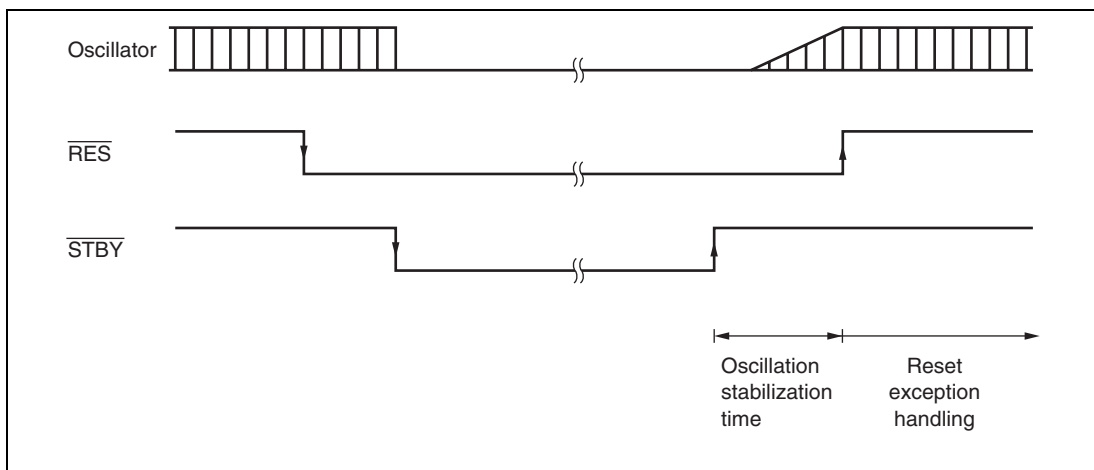 Oscillator
RES
STBY
Oscillation
stabilization
time
Reset
exception
handling